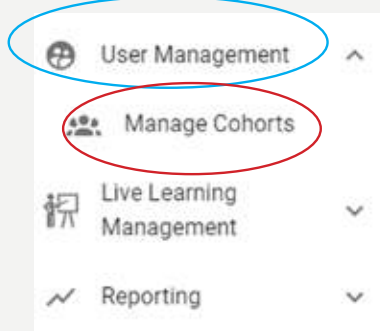 User Management
Manage Cohorts
Live Learning
Management
Reporting